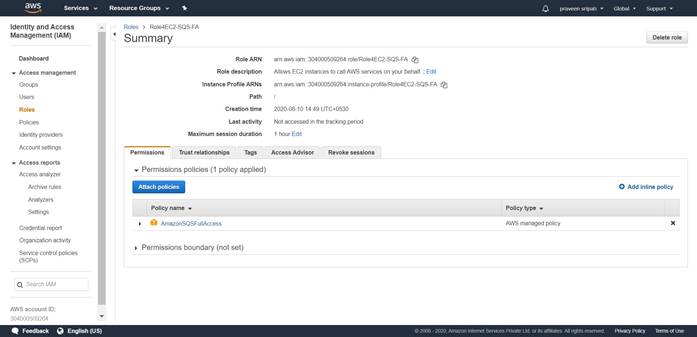 aws Services Resource Groups praveen sripati Global Support
Identity and Access Management (IAM)
Dashboard
Access management
Groups
Users
Roles
Policies
Identity providers
Account settings
Access reports
Access analyzer
Archive rules
Analyzers
Settings
Credential report
Organization activity
Service control policies (SCPs)
Search IAM
AWS account ID:
304000509264
Roles > Role4EC2-SQS-FA
Summary
Delete role
Role ARN arn:aws:iam::304000509264:role/Role4EC2-SQS-FA
Role description Allows EC2 instances to call AWS services on your behalf. | Edit
Instance Profile ARNs arn:aws:iam::304000509264:instance-profile/Role4EC2-SQS-FA
Path /
Creation time 2020-06-10 14:49 UTC+0530
Last activity Not accessed in the tracking period
Maximum session duration 1 hour Edit
Permissions Trust relationships Tags Access Advisor Revoke sessions
Permissions policies (1 policy applied)
Attach policies Add inline policy
Policy name Policy type
AmazonSQSFullAccess AWS managed policy
Permissions boundary (not set)
Feedback English (US) © 2008 - 2020, Amazon Internet Services Private Ltd. or its affiliates. All rights reserved. Privacy Policy Terms of Use